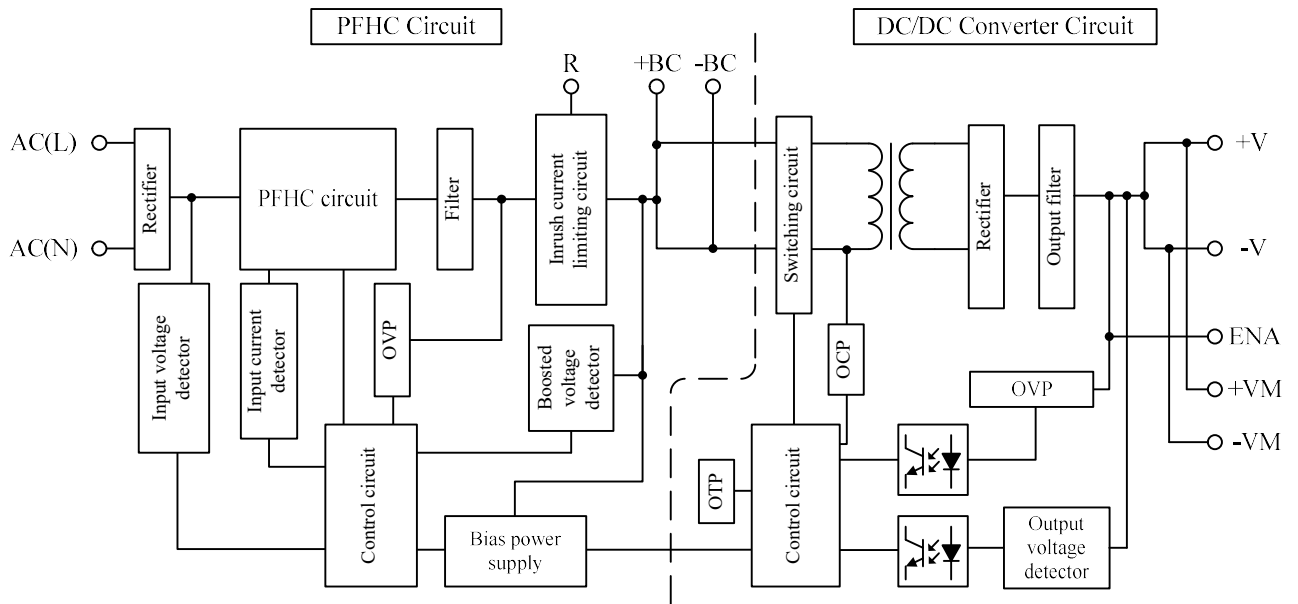 PFHC Circuit
DC/DC Converter Circuit
R
+BC
-BC
AC(L)
AC(N)
Rectifier
PFHC circuit
Filter
Inrush current
limiting circuit
Switching circuit
Rectifier
Output filter
+V
-V
ENA
+VM
-VM
Input voltage
detector
Input current
detector
OVP
Boosted
voltage
detector
OCP
OVP
Control circuit
Bias power
supply
OTP
Control circuit
Output
voltage
detector